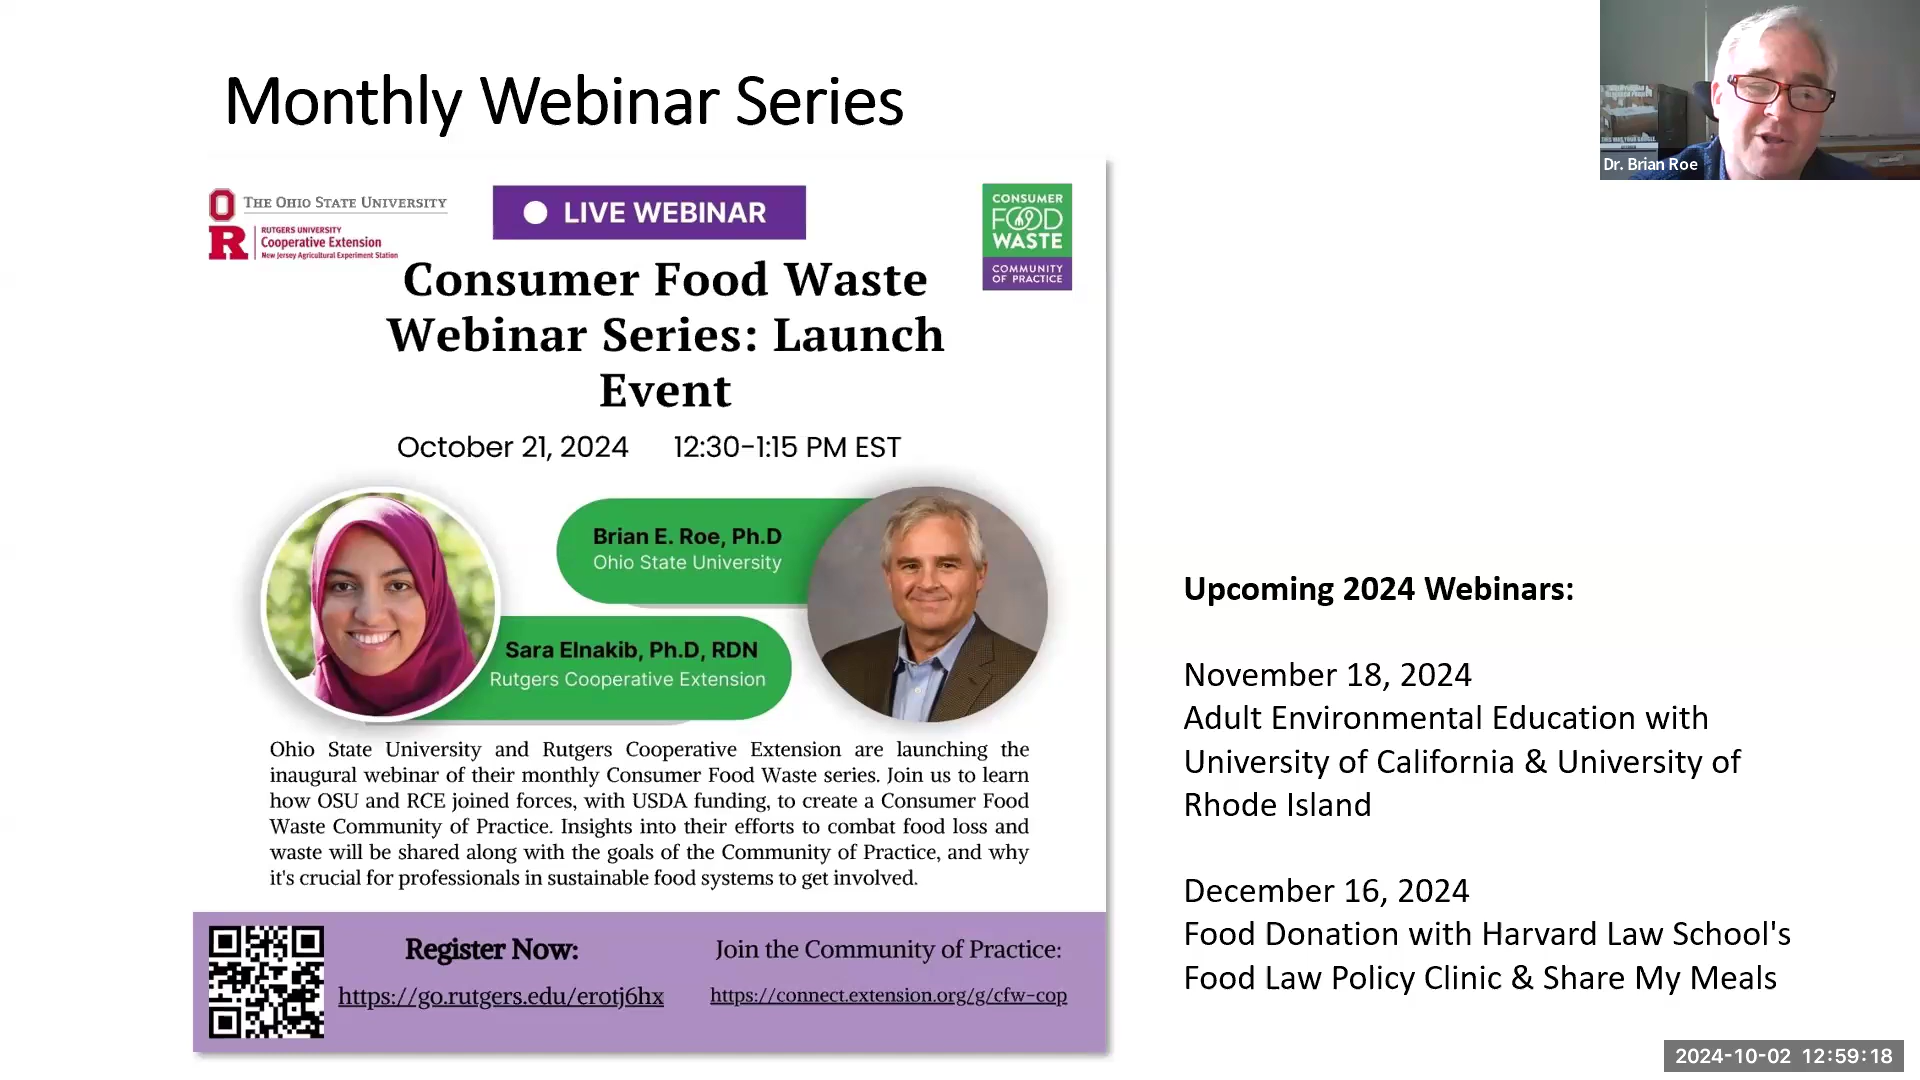 Monthly Webinar Series
Dr. Brian Roe
THE OHIO STATE UNIVERSITY
RUTGERS UNIVERSITY
Cooperative Extension
New Jersey Agricultural Experiment Station
LIVE WEBINAR
CONSUMER
FOOD
WASTE
COMMUNITY
OF PRACTICE
Consumer Food Waste
Webinar Series: Launch
Event
October 21, 2024 12:30-1:15 PM EST
Brian E. Roe, Ph.D
Ohio State University
Sara Elnakib, Ph.D, RDN
Rutgers Cooperative Extension
Ohio State University and Rutgers Cooperative Extension are launching the
inaugural webinar of their monthly Consumer Food Waste series. Join us to learn
how OSU and RCE joined forces, with USDA funding, to create a Consumer Food
Waste Community of Practice. Insights into their efforts to combat food loss and
waste will be shared along with the goals of the Community of Practice, and why
it's crucial for professionals in sustainable food systems to get involved.
Register Now:
https://go.rutgers.edu/erotj6hx
Join the Community of Practice:
https://connect.extension.org/g/cfw-cop
Upcoming 2024 Webinars:
November 18, 2024
Adult Environmental Education with
University of California & University of
Rhode Island
December 16, 2024
Food Donation with Harvard Law School's
Food Law Policy Clinic & Share My Meals
2024-10-02 12:59:18